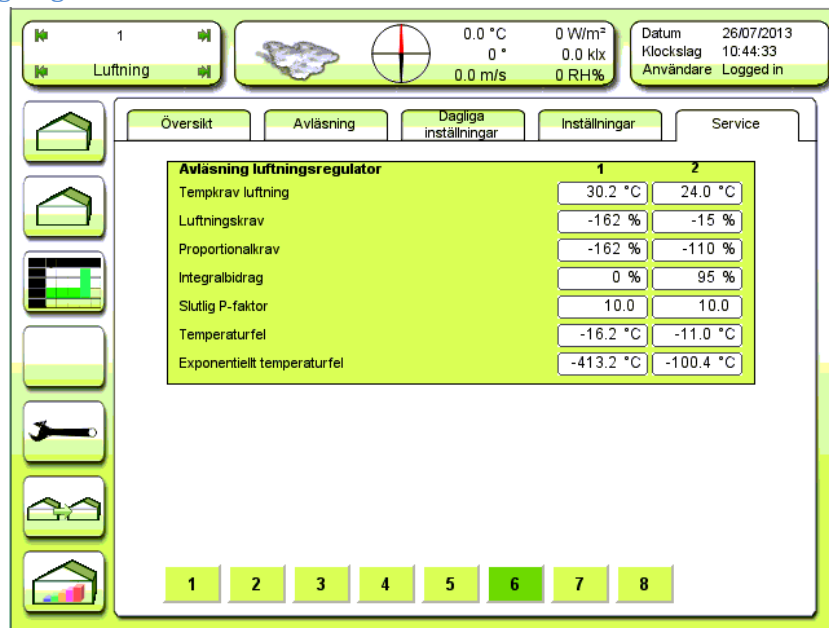 1
Luftning
0.0 °C 0 W/m²
0 ° 0.0 klx
0.0 m/s 0 RH%
Datum 26/07/2013
Klockslag 10:44:33
Användare Logged in
Översikt Avläsning Dagliga inställningar Inställningar Service
Avläsning luftningsregulator 1 2
Tempkrav luftning 30.2 °C 24.0 °C
Luftningskrav -162 % -15 %
Proportionalkrav -162 % -110 %
Integralbidrag 0 % 95 %
Slutlig P-faktor 10.0 10.0
Temperaturfel -16.2 °C -11.0 °C
Exponentiellt temperaturfel -413.2 °C -100.4 °C
1 2 3 4 5 6 7 8